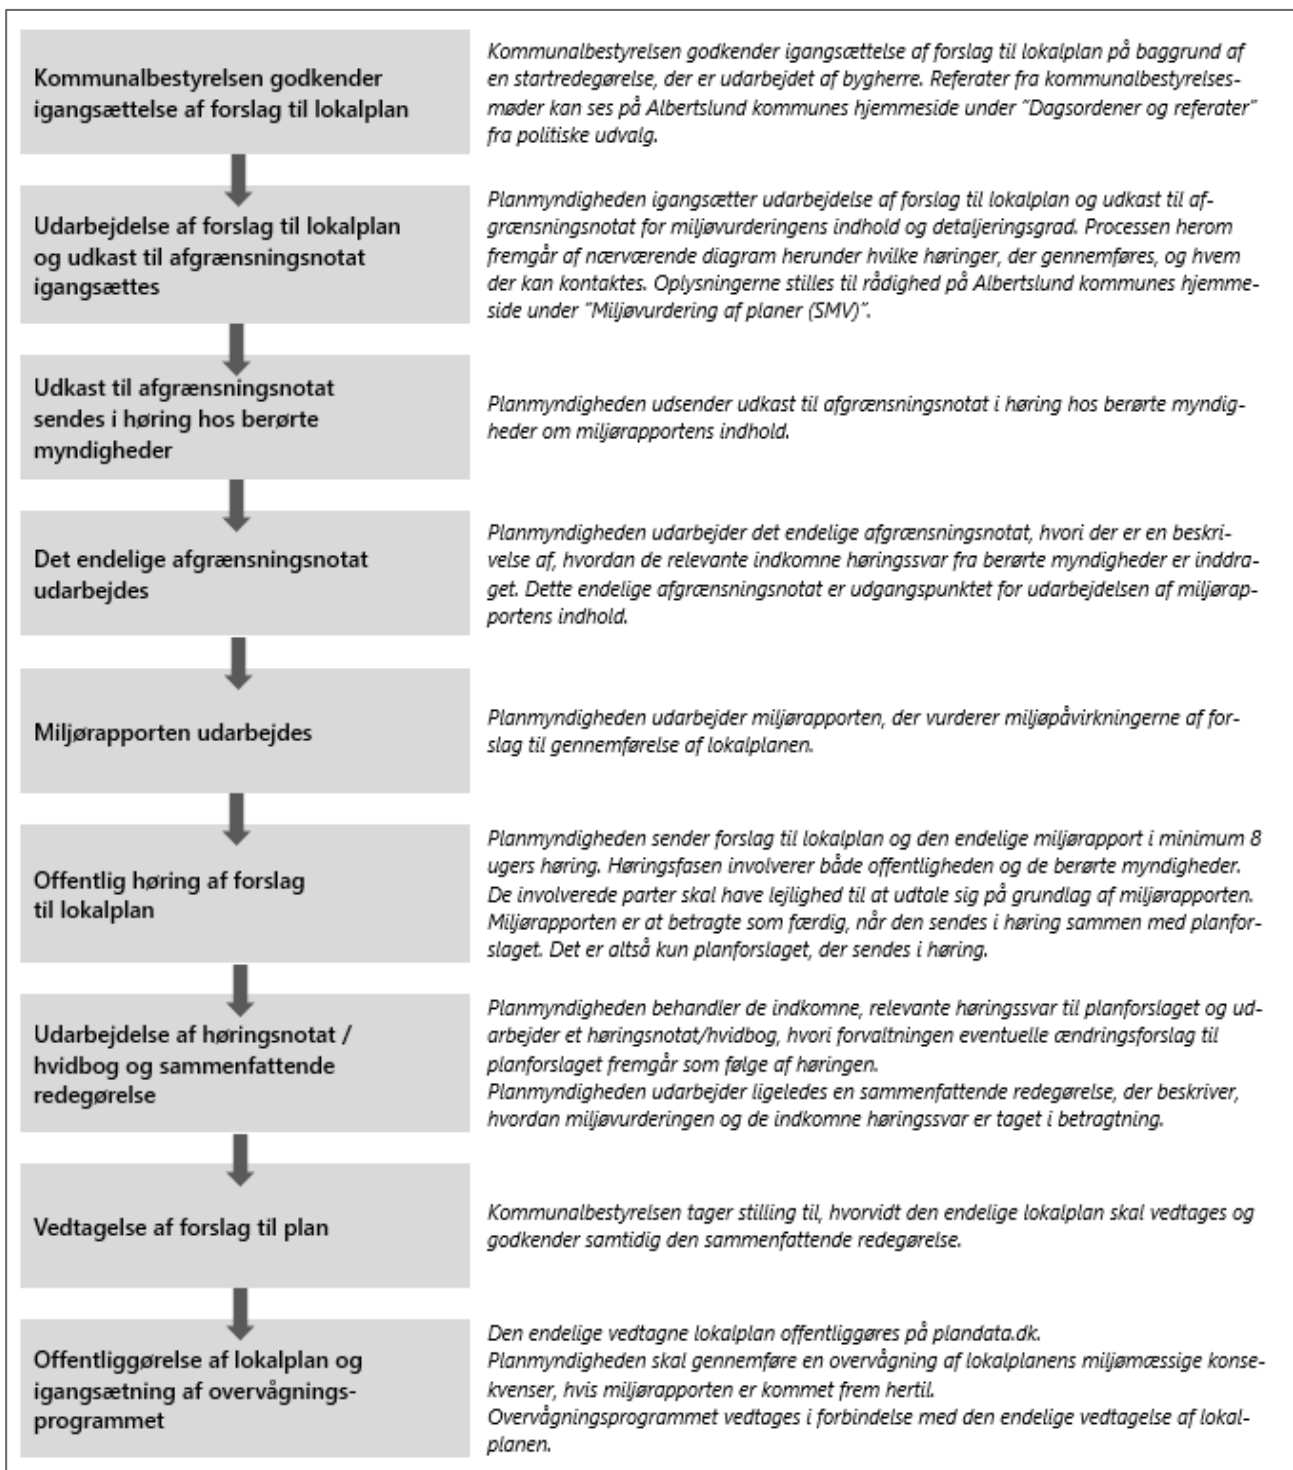 Kommunalbestyrelsen godkender
igangsættelse af forslag til lokalplan
Kommunalbestyrelsen godkender igangsættelse af forslag til lokalplan på baggrund af
en startredegørelse, der er udarbejdet af bygherre. Referater fra kommunalbestyrelses-
møder kan ses på Albertslund kommunes hjemmeside under "Dagsordener og referater"
fra politiske udvalg.
Udarbejdelse af forslag til lokalplan
og udkast til afgrænsningsnotat
igangsættes
Planmyndigheden igangsætter udarbejdelse af forslag til lokalplan og udkast til af-
grænsningsnotat for miljøvurderingens indhold og detaljeringsgrad. Processen herom
fremgår af nærværende diagram herunder hvilke høringer, der gennemføres, og hvem
der kan kontaktes. Oplysningerne stilles til rådighed på Albertslund kommunes hjemme-
side under "Miljøvurdering af planer (SMV)".
Udkast til afgrænsningsnotat
sendes i høring hos berørte
myndigheder
Planmyndigheden udsender udkast til afgrænsningsnotat i høring hos berørte myndig-
heder om miljørapportens indhold.
Det endelige afgrænsningsnotat
udarbejdes
Planmyndigheden udarbejder det endelige afgrænsningsnotat, hvori der er en beskri-
velse af, hvordan de relevante indkomne høringssvar fra berørte myndigheder er inddra-
get. Dette endelige afgrænsningsnotat er udgangspunktet for udarbejdelsen af miljørap-
portens indhold.
Miljørapporten udarbejdes
Planmyndigheden udarbejder miljørapporten, der vurderer miljøpåvirkningerne af for-
slag til gennemførelse af lokalplanen.
Offentlig høring af forslag
til lokalplan
Planmyndigheden sender forslag til lokalplan og den endelige miljørapport i minimum 8
ugers høring. Høringsfasen involverer både offentligheden og de berørte myndigheder.
De involverede parter skal have lejlighed til at udtale sig på grundlag af miljørapporten.
Miljørapporten er at betragte som færdig, når den sendes i høring sammen med planfor-
slaget. Det er altså kun planforslaget, der sendes i høring.
Udarbejdelse af høringsnotat /
hvidbog og sammenfattende
redegørelse
Planmyndigheden behandler de indkomne, relevante høringssvar til planforslaget og ud-
arbejder et høringsnotat/hvidbog, hvori forvaltningen eventuelle ændringsforslag til
planforslaget fremgår som følge af høringen.
Planmyndigheden udarbejder ligeledes en sammenfattende redegørelse, der beskriver,
hvordan miljøvurderingen og de indkomne høringssvar er taget i betragtning.
Vedtagelse af forslag til plan
Kommunalbestyrelsen tager stilling til, hvorvidt den endelige lokalplan skal vedtages og
godkender samtidig den sammenfattende redegørelse.
Offentliggørelse af lokalplan og
igangsætning af overvågnings-
programmet
Den endelige vedtagne lokalplan offentliggøres på plandata.dk.
Planmyndigheden skal gennemføre en overvågning af lokalplanens miljømæssige konse-
kvenser, hvis miljørapporten er kommet frem hertil.
Overvågningsprogrammet vedtages i forbindelse med den endelige vedtagelse af lokal-
planen.